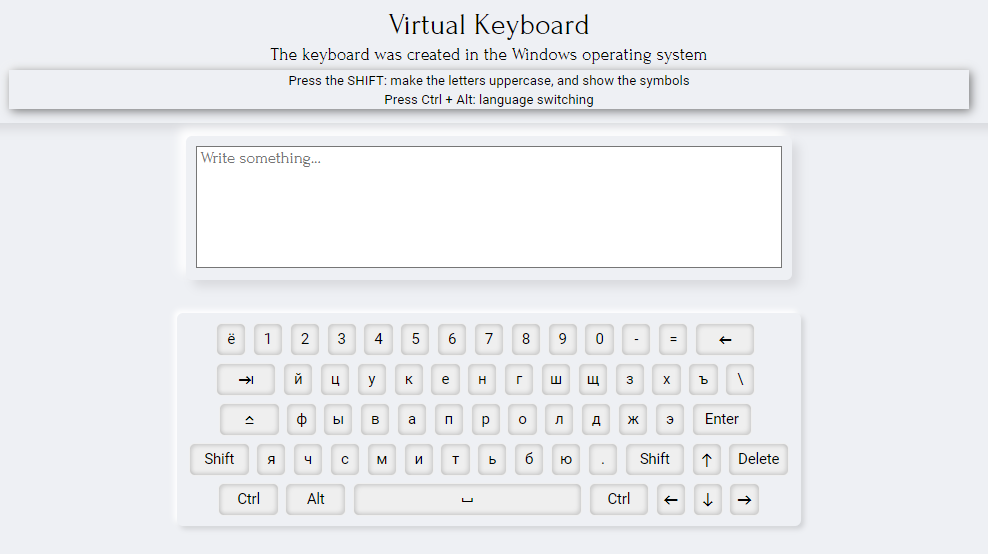 Virtual Keyboard
The keyboard was created in the Windows operating system
Press the SHIFT: make the letters uppercase, and show the symbols
Press Ctrl + Alt: language switching
Write something...
ё 1 2 3 4 5 6 7 8 9 0 - = ←
⇥ й ц у к е н г ш щ з х ъ \
⇪ ф ы в а п р о л д ж э Enter
Shift я ч с м и т ь б ю . Shift ↑ Delete
Ctrl Alt ⎵ Ctrl ← ↓ →